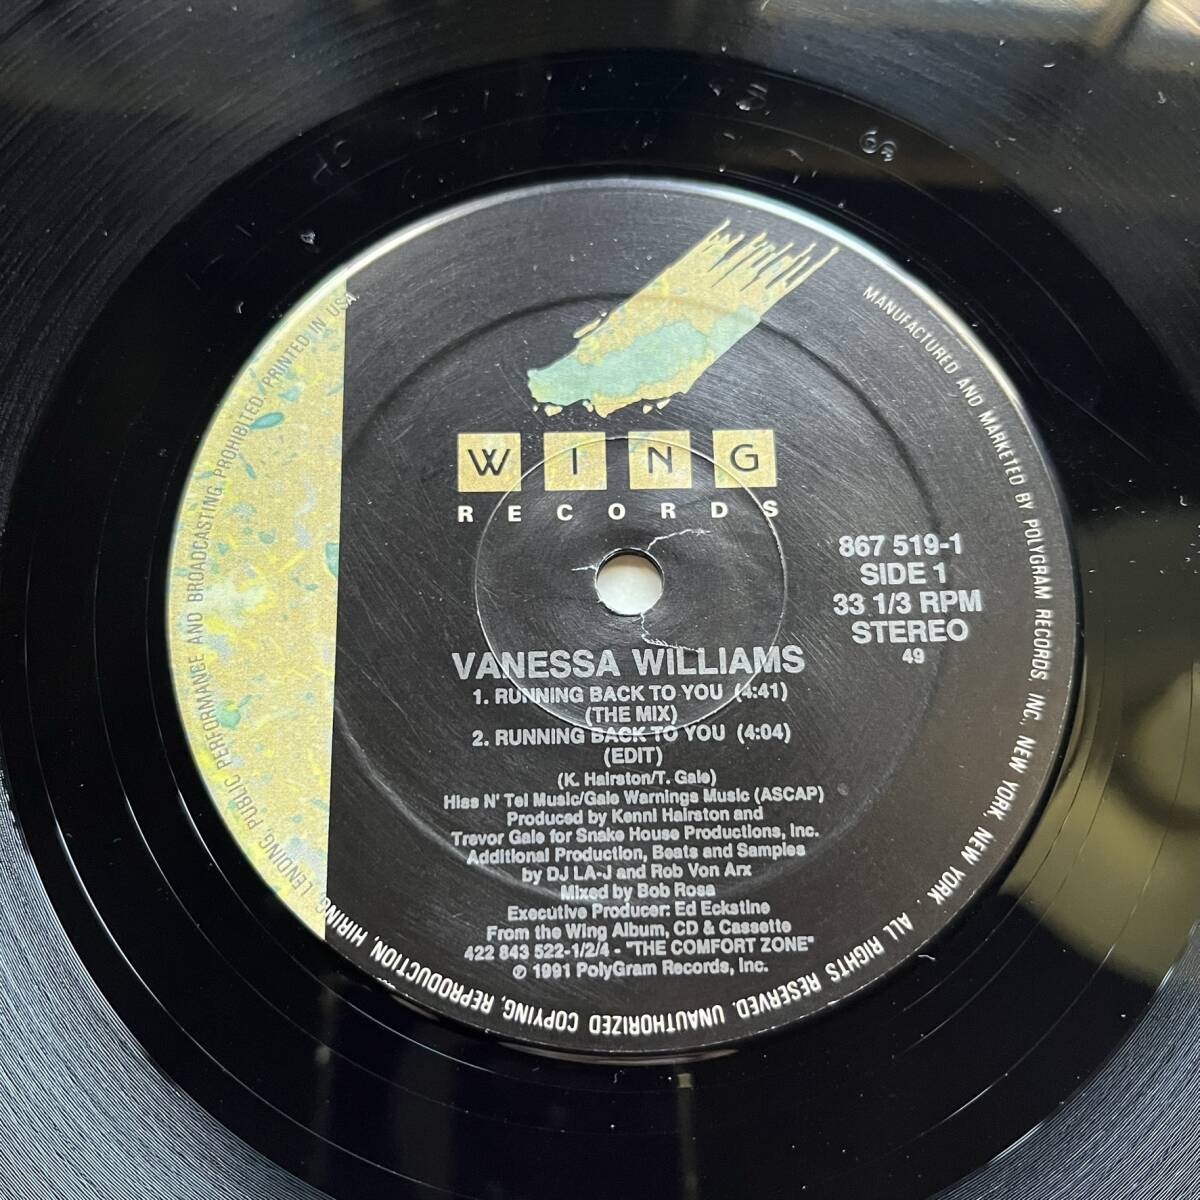 WING
RECORDS
867 519-1
SIDE 1
33 1/3 RPM
STEREO
49
VANESSA WILLIAMS
1. RUNNING BACK TO YOU (4:41)
(THE MIX)
2. RUNNING BACK TO YOU (4:04)
(EDIT)
(K. Hairston/T. Gale)
Hiss N' Tel Music/Gale Warnings Music (ASCAP)
Produced by Kenni Hairston and
Trevor Gale for Snake House Productions, Inc.
Additional Production, Beats and Samples
by DJ LA-J and Rob Von Arx
Mixed by Bob Rosa
Executive Producer: Ed Eckstine
From the Wing Album, CD & Cassette
422 843 522-1/2/4 - "THE COMFORT ZONE"
℗ 1991 PolyGram Records, Inc.
MANUFACTURED AND MARKETED BY POLYGRAM RECORDS, INC. NEW YORK, NEW YORK. ALL RIGHTS RESERVED. UNAUTHORIZED COPYING, REPRODUCTION, HIRING, LENDING, PUBLIC PERFORMANCE AND BROADCASTING PROHIBITED. PRINTED IN USA